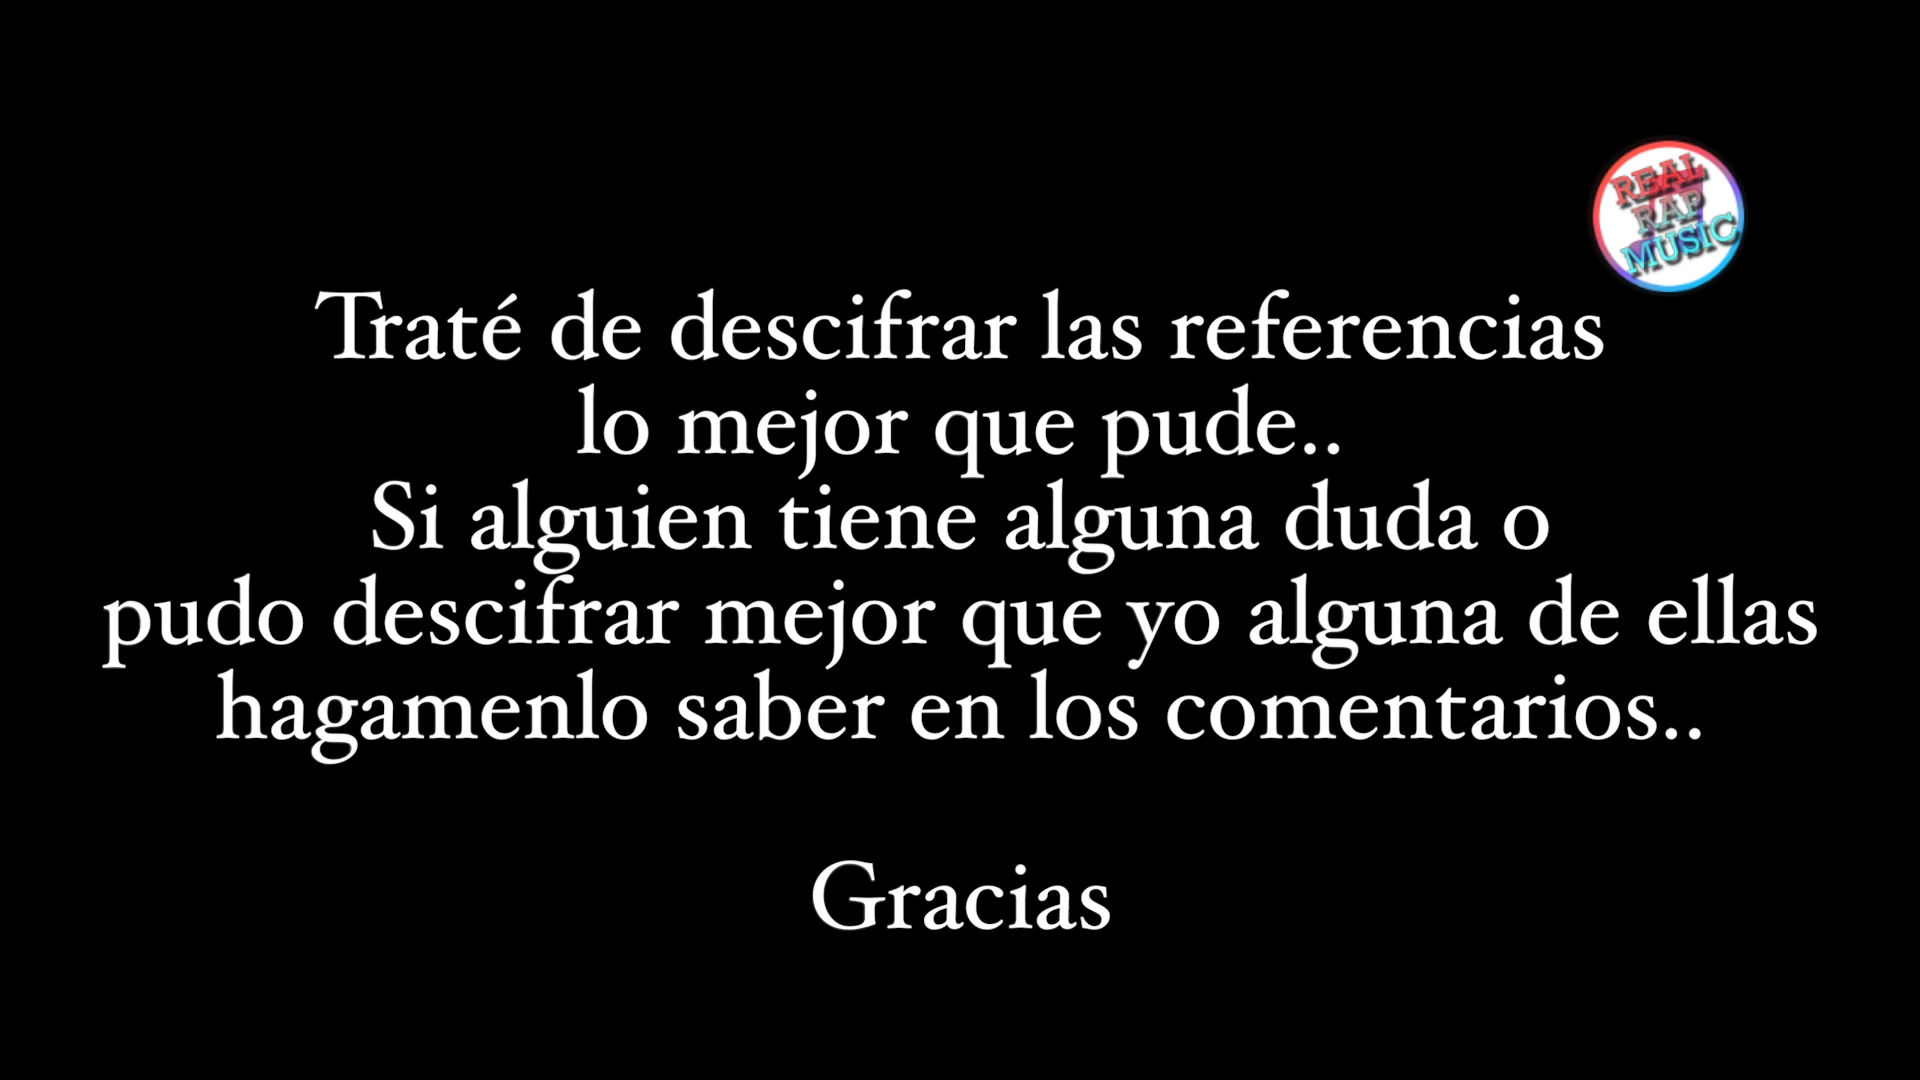 REAL
RAP
MUSIC
Traté de descifrar las referencias
lo mejor que pude..
Si alguien tiene alguna duda o
pudo descifrar mejor que yo alguna de ellas
hagamenlo saber en los comentarios..
Gracias